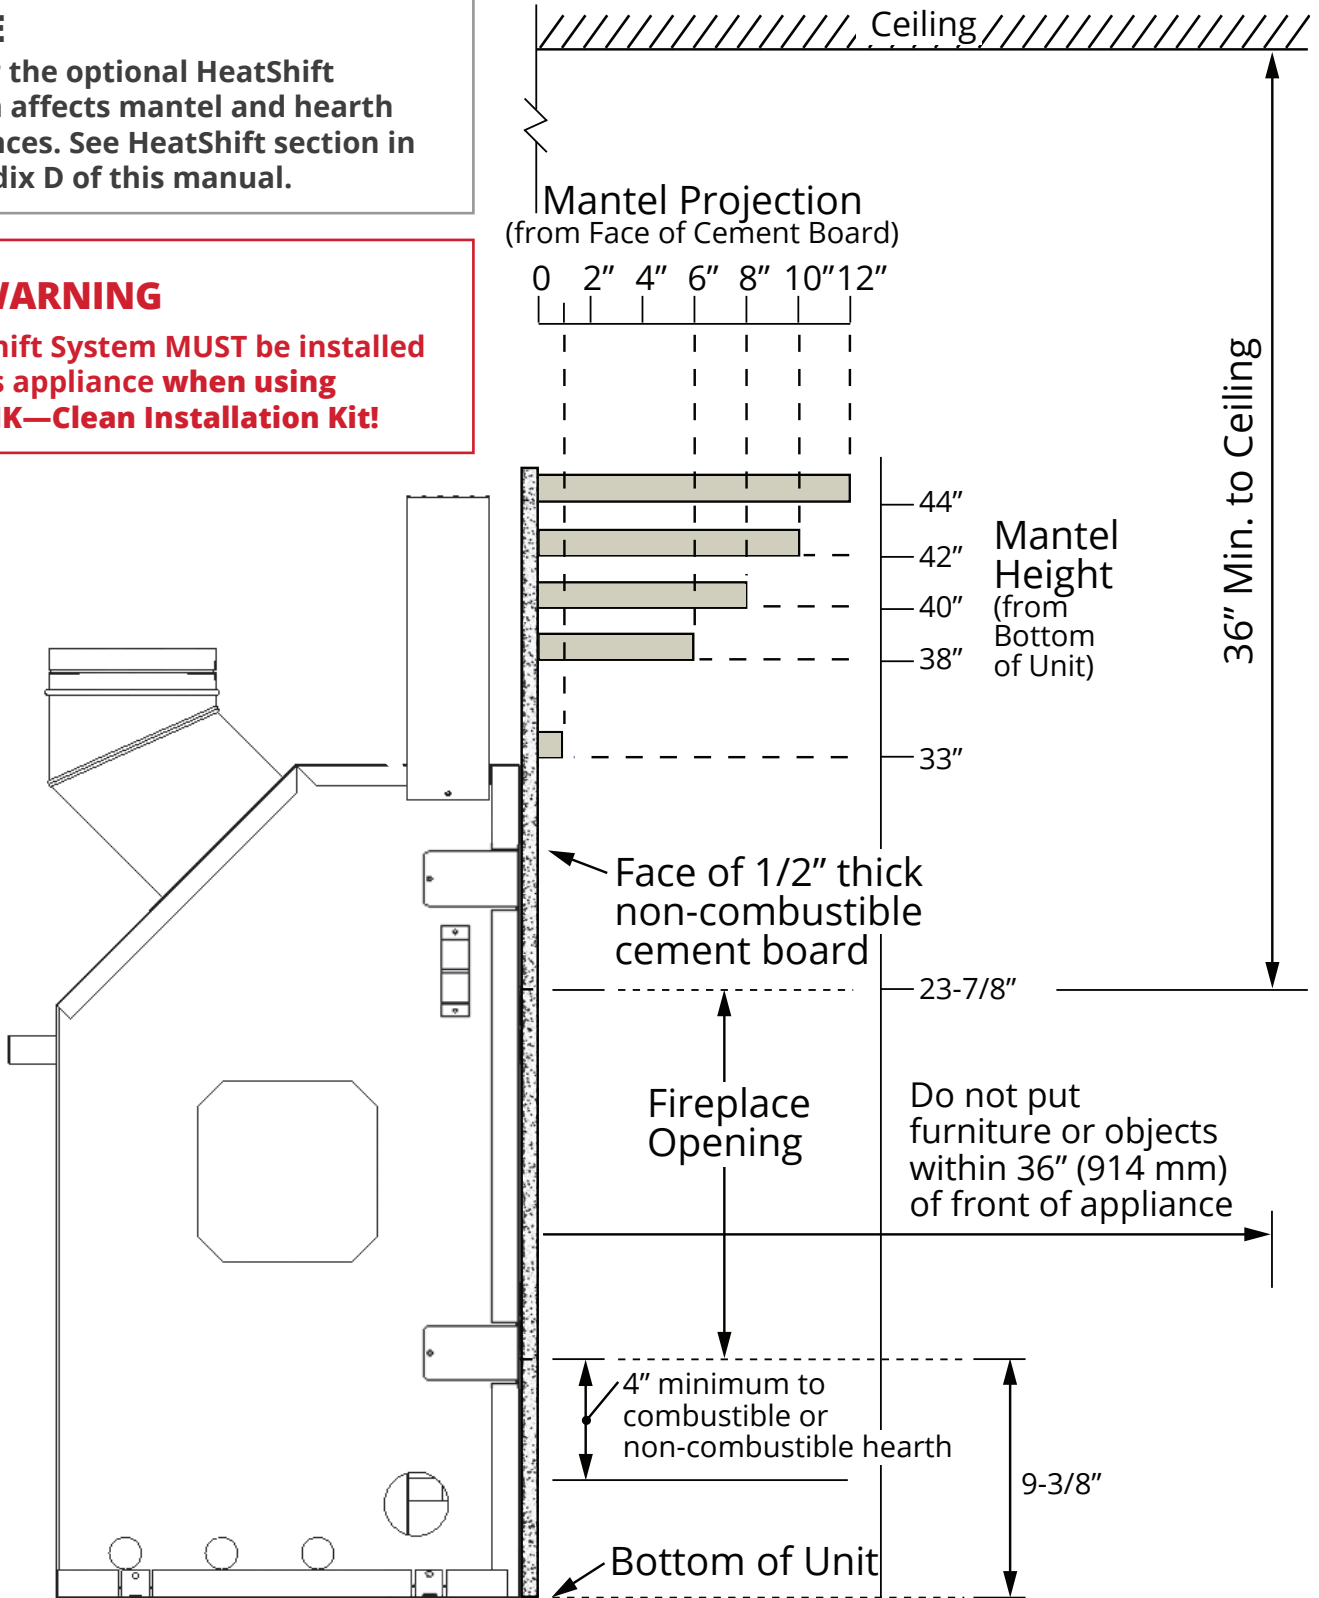 the optional HeatShift
affects mantel and hearth
See HeatShift section in
D of this manual.
System MUST be installed
appliance when using
Clean Installation Kit!
Ceiling
Mantel Projection
(from Face of Cement Board)
0 2” 4” 6” 8” 10” 12”
44”
42”
40”
38”
33”
Mantel
Height
(from
Bottom
of Unit)
36” Min. to Ceiling
Face of 1/2” thick
non-combustible
cement board
23-7/8”
Fireplace
Opening
Do not put
furniture or objects
within 36” (914 mm)
of front of appliance
4” minimum to
combustible or
non-combustible hearth
9-3/8”
Bottom of Unit